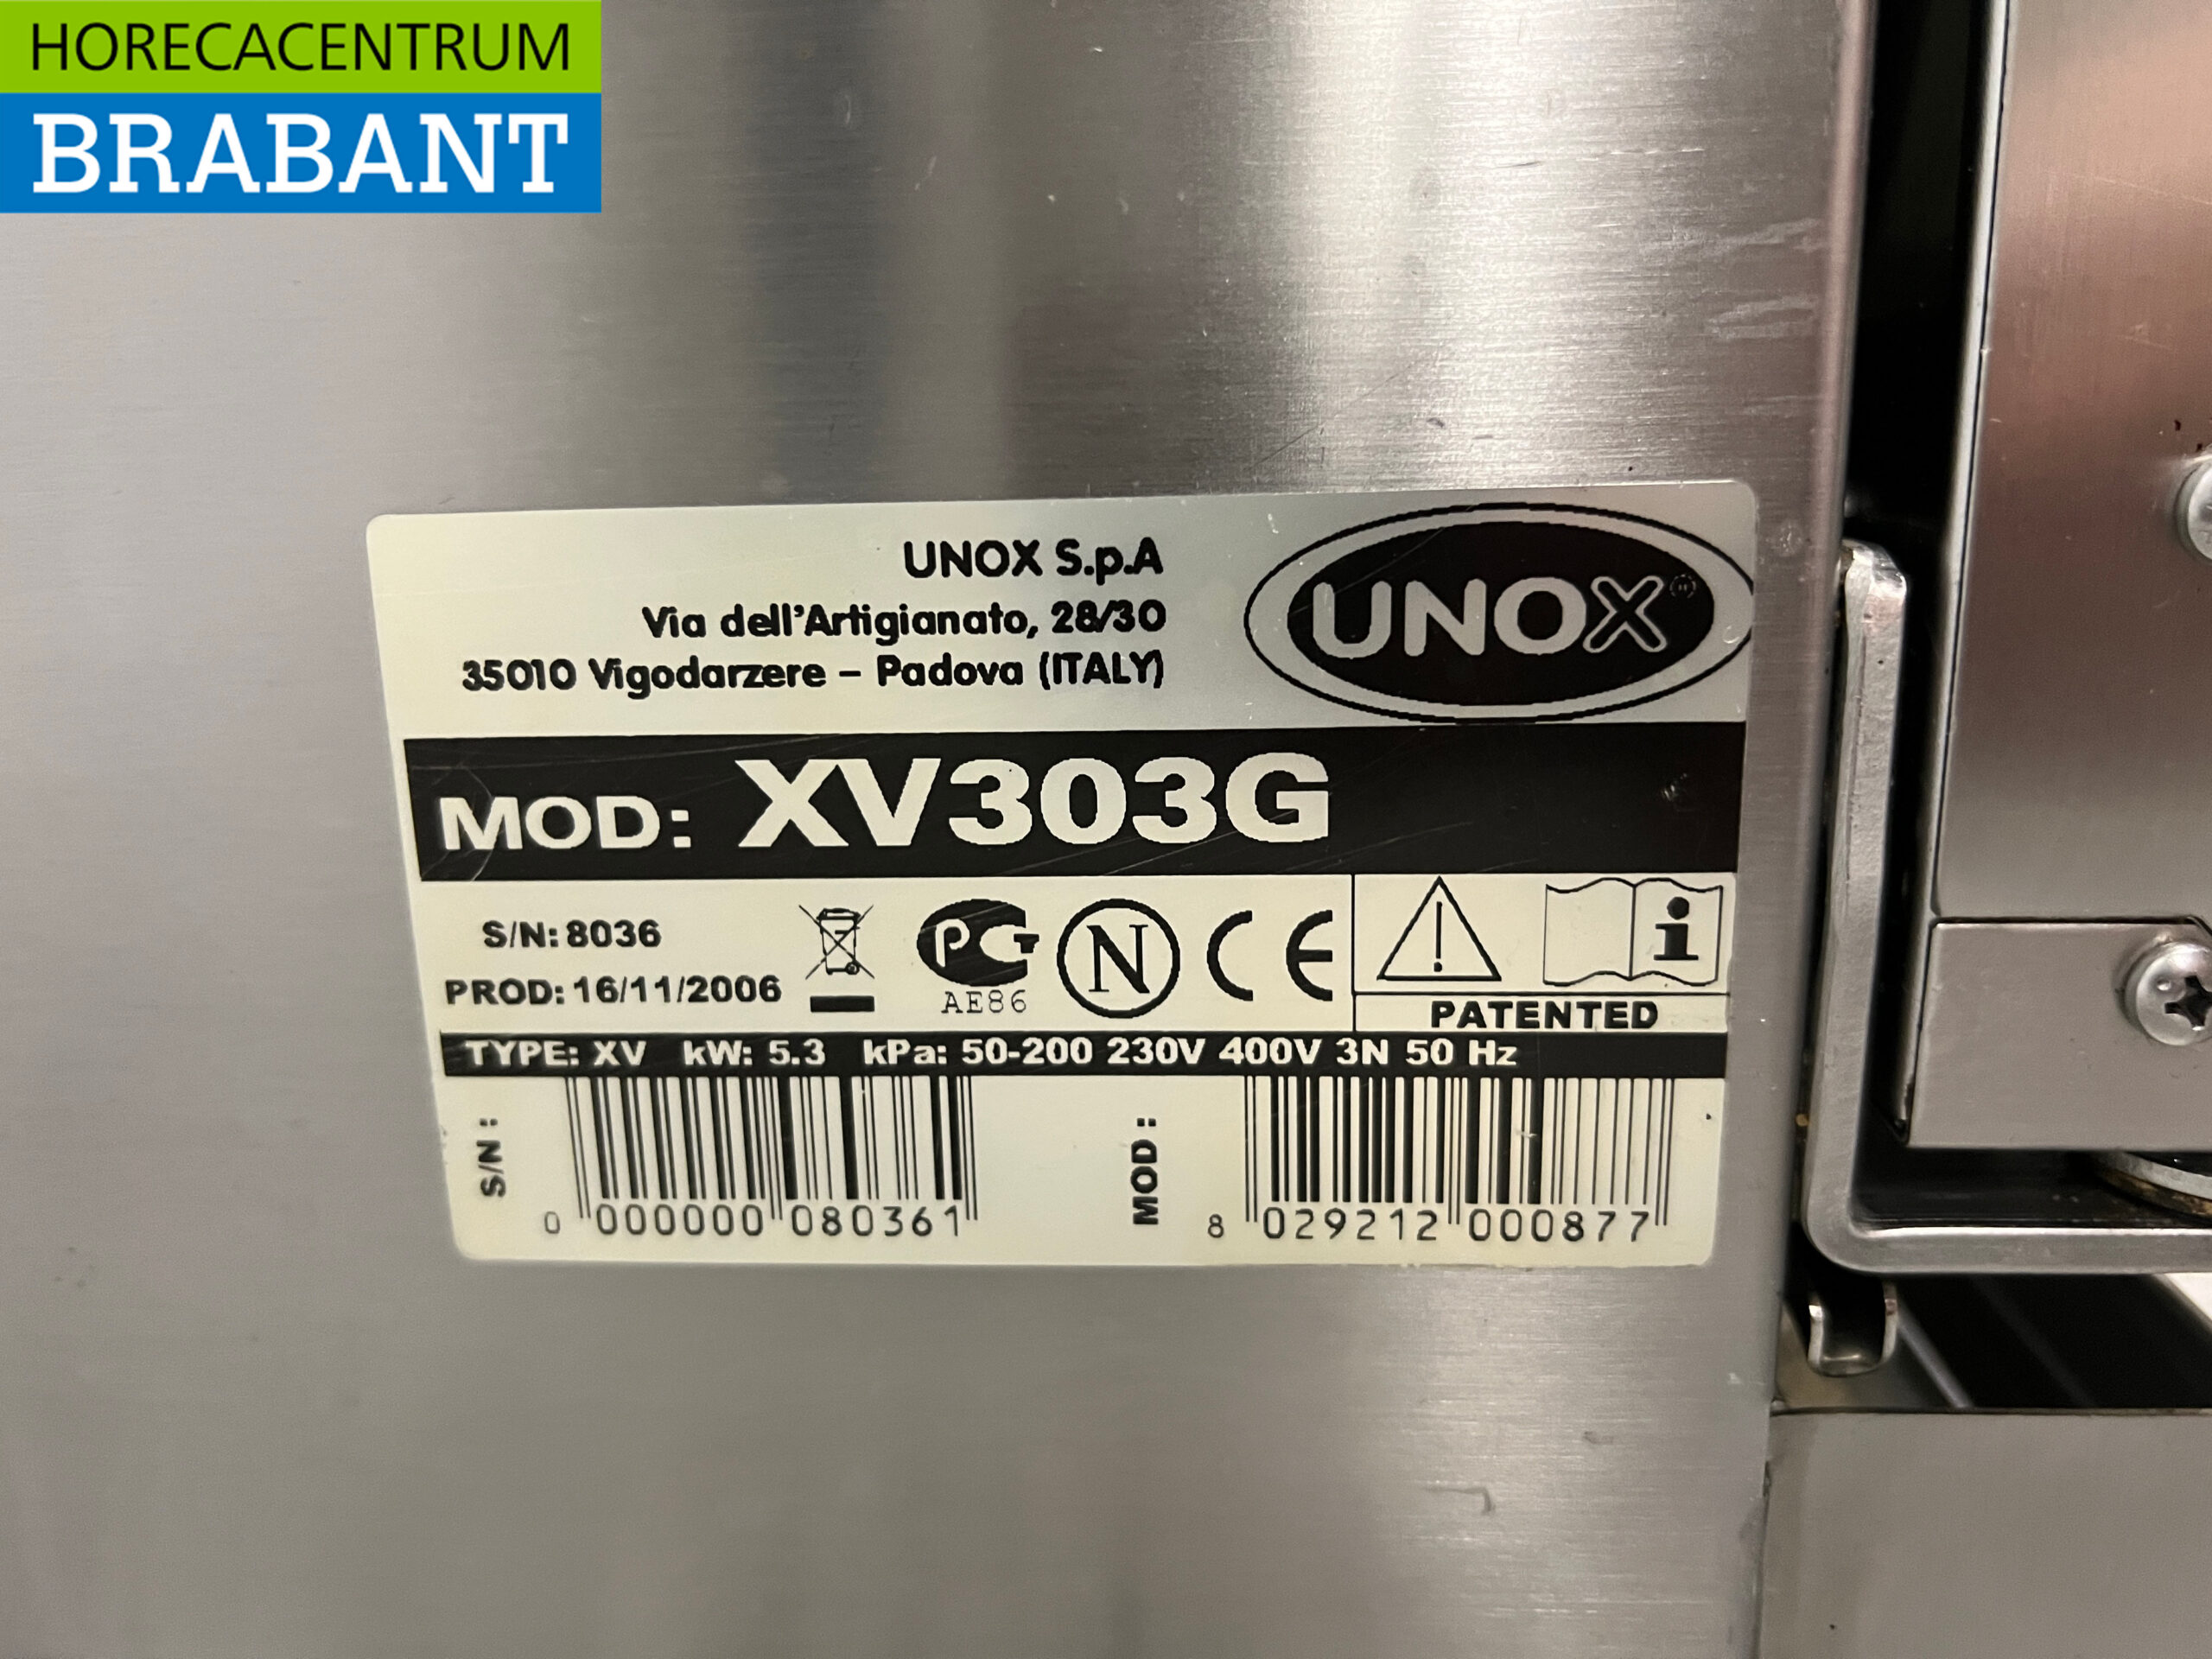 HORECACENTRUM
BRABANT
UNOX S.p.A
Via dell'Artigianato, 28/30
35010 Vigodarzere – Padova (ITALY)
UNOX
MOD: XV303G
S/N: 8036
PROD: 16/11/2006
PG
AE86
N
CE
i
PATENTED
TYPE: XV kW: 5.3 kPa: 50-200 230V 400V 3N 50 Hz
S/N:
0 000000 080361
MOD:
8 029212 000877